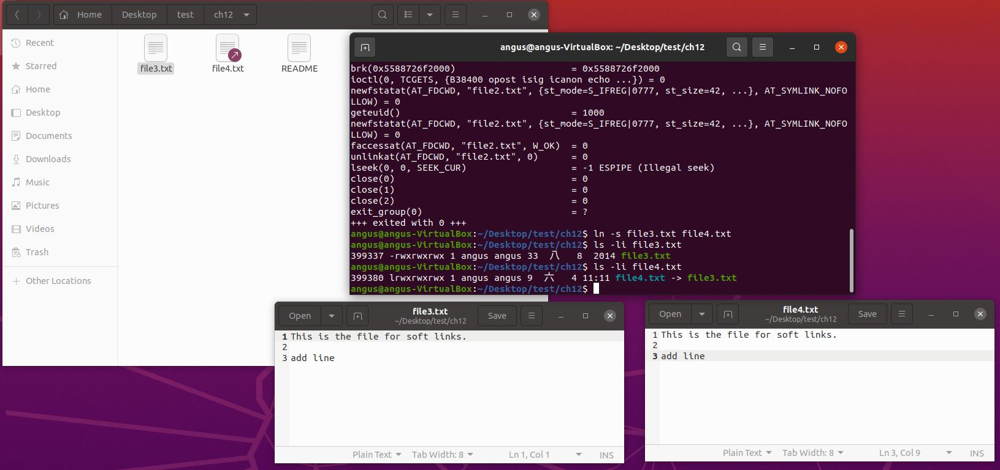 Home Desktop test ch12
Recent
Starred
Home
Desktop
Documents
Downloads
Music
Pictures
Videos
Trash
Other Locations
file3.txt file4.txt README
angus@angus-VirtualBox: ~/Desktop/test/ch12
brk(0x5588726f2000) = 0x5588726f2000
ioctl(0, TCGETS, {B38400 opost isig icanon echo ...}) = 0
newfstatat(AT_FDCWD, "file2.txt", {st_mode=S_IFREG|0777, st_size=42, ...}, AT_SYMLINK_NOFO
LLOW) = 0
geteuid() = 1000
newfstatat(AT_FDCWD, "file2.txt", {st_mode=S_IFREG|0777, st_size=42, ...}, AT_SYMLINK_NOFO
LLOW) = 0
faccessat(AT_FDCWD, "file2.txt", W_OK) = 0
unlinkat(AT_FDCWD, "file2.txt", 0) = 0
lseek(0, 0, SEEK_CUR) = -1 ESPIPE (Illegal seek)
close(0) = 0
close(1) = 0
close(2) = 0
exit_group(0) = ?
+++ exited with 0 +++
angus@angus-VirtualBox:~/Desktop/test/ch12$ ln -s file3.txt file4.txt
angus@angus-VirtualBox:~/Desktop/test/ch12$ ls -li file3.txt
399337 -rwxrwxrwx 1 angus angus 33 八 8 2014 file3.txt
angus@angus-VirtualBox:~/Desktop/test/ch12$ ls -li file4.txt
399380 lrwxrwxrwx 1 angus angus 9 六 4 11:11 file4.txt -> file3.txt
angus@angus-VirtualBox:~/Desktop/test/ch12$
Open file3.txt Save
~/Desktop/test/ch12
1 This is the file for soft links.
2
3 add line
Plain Text Tab Width: 8 Ln 1, Col 1 INS
Open file4.txt Save
~/Desktop/test/ch12
1 This is the file for soft links.
2
3 add line
Plain Text Tab Width: 8 Ln 3, Col 9 INS